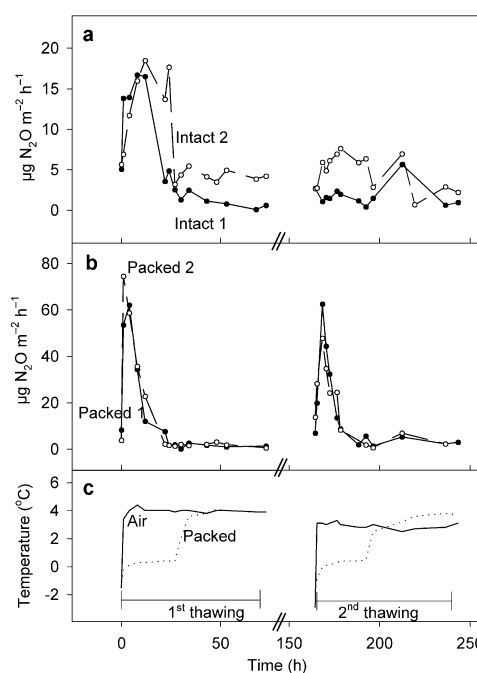 a
20
15
10
5
0
µg N₂O m⁻² h⁻¹
Intact 2
Intact 1
b
80
60
40
20
0
µg N₂O m⁻² h⁻¹
Packed 2
Packed 1
c
6
4
2
0
-2
Temperature (°C)
Air
Packed
1st thawing
2nd thawing
0 50 150 200 250
Time (h)